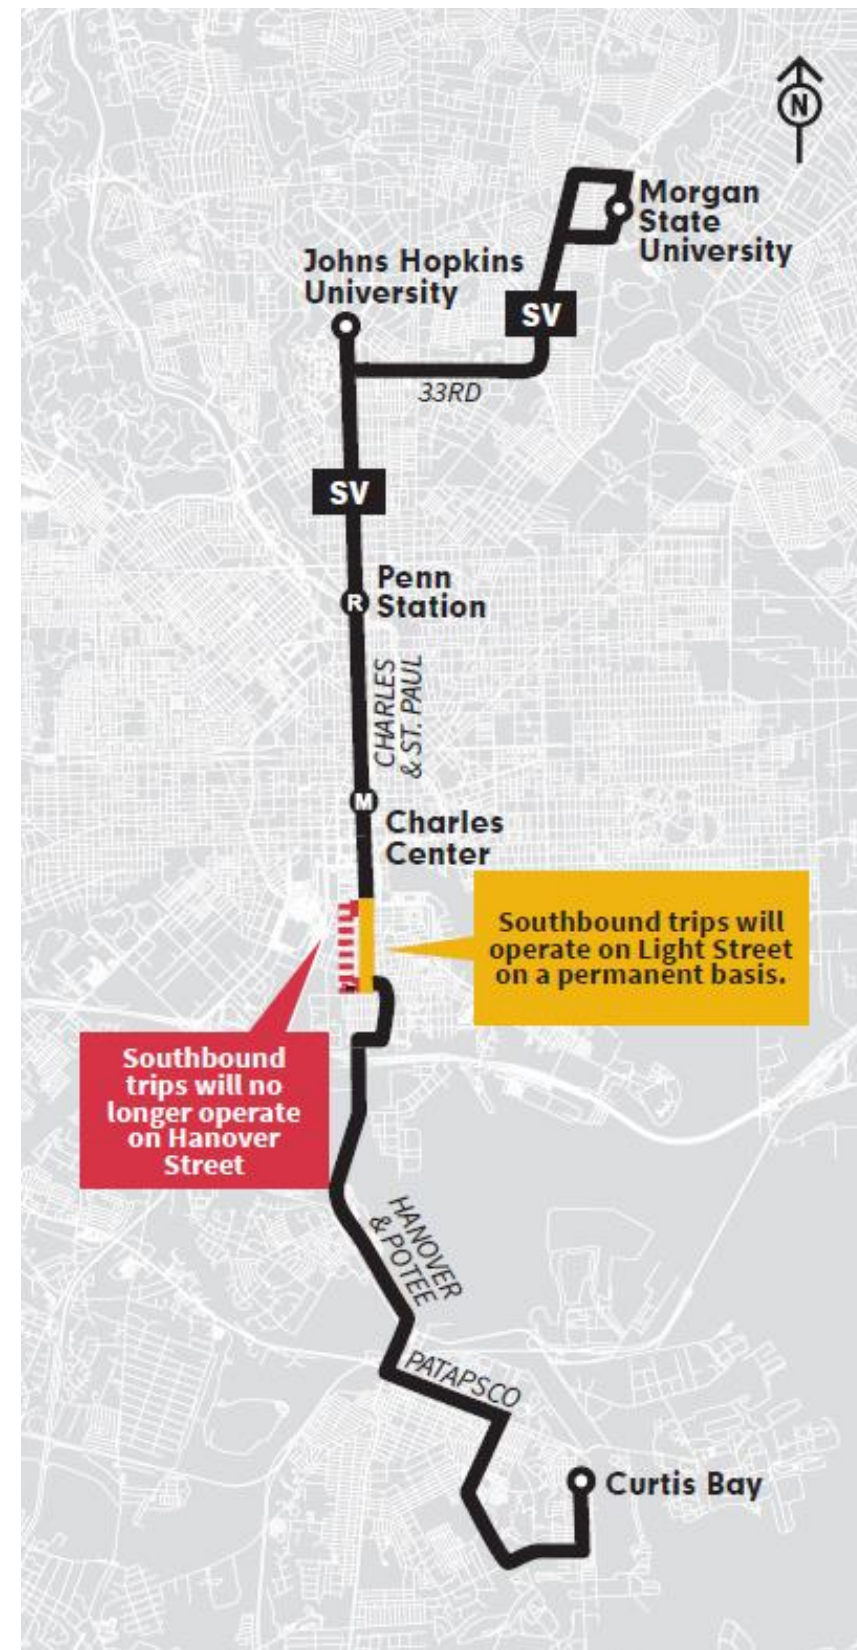 N
Morgan
State
University
Johns Hopkins
University
SV
33RD
SV
Penn
Station
R
CHARLES
& ST. PAUL
M
Charles
Center
Southbound trips will
operate on Light Street
on a permanent basis.
Southbound
trips will no
longer operate
on Hanover
Street
HANOVER
& POTEE
PATAPSCO
Curtis Bay